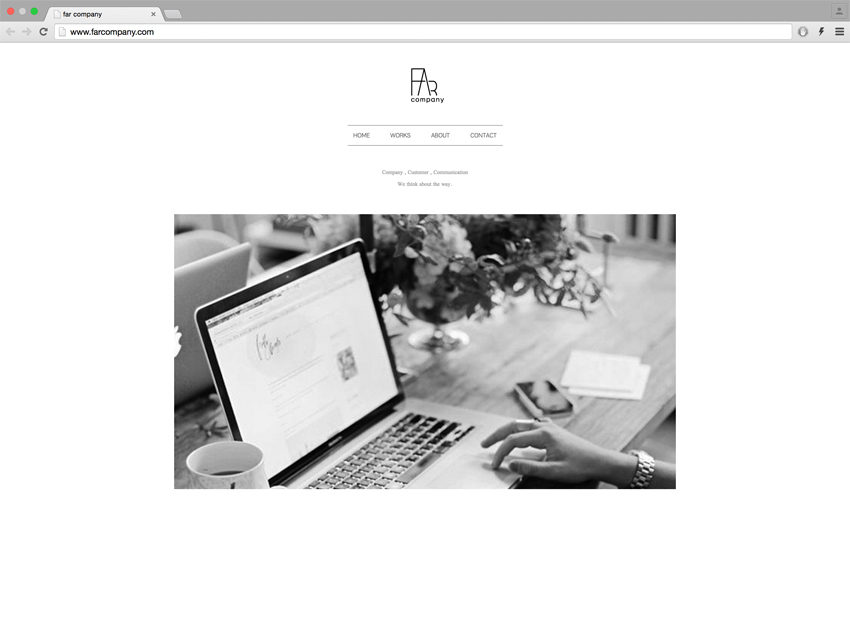 far company
www.farcompany.com
FAR
company
HOME WORKS ABOUT CONTACT
Company , Customer , Communication
We think about the way.